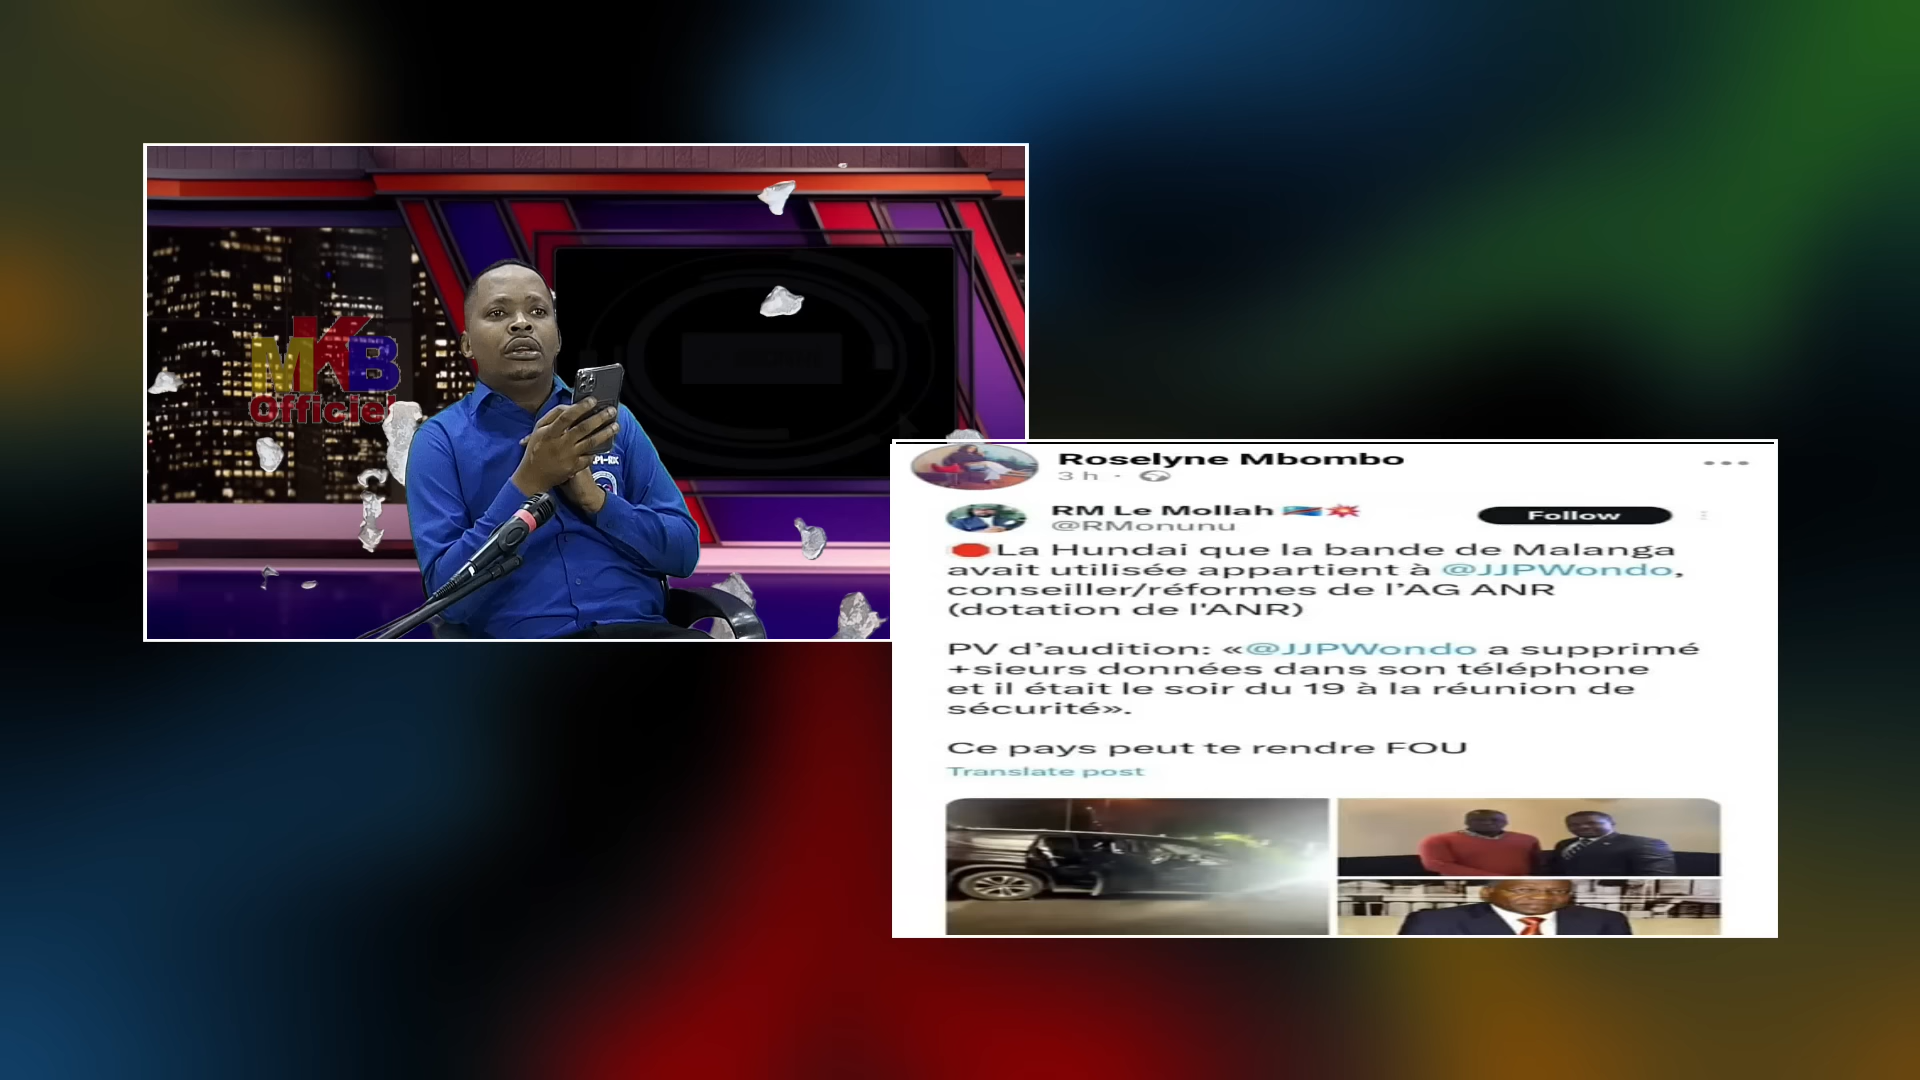 MKB
Officiel
Roselyne Mbombo
3 h ·
RM Le Mollah
@RMonunu
Follow
La Hundai que la bande de Malanga
avait utilisée appartient à @JJPWondo,
conseiller/réformes de l'AG ANR
(dotation de l'ANR)
PV d'audition: «@JJPWondo a supprimé
+sieurs données dans son téléphone
et il était le soir du 19 à la réunion de
sécurité».
Ce pays peut te rendre FOU
Translate post